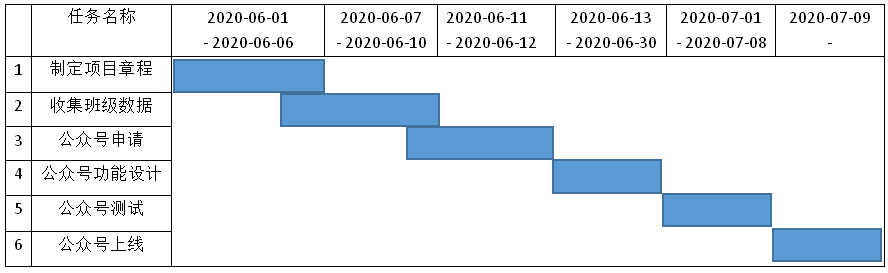 任务名称
2020-06-01
- 2020-06-06
2020-06-07
- 2020-06-10
2020-06-11
- 2020-06-12
2020-06-13
- 2020-06-30
2020-07-01
- 2020-07-08
2020-07-09
-
1 制定项目章程
2 收集班级数据
3 公众号申请
4 公众号功能设计
5 公众号测试
6 公众号上线